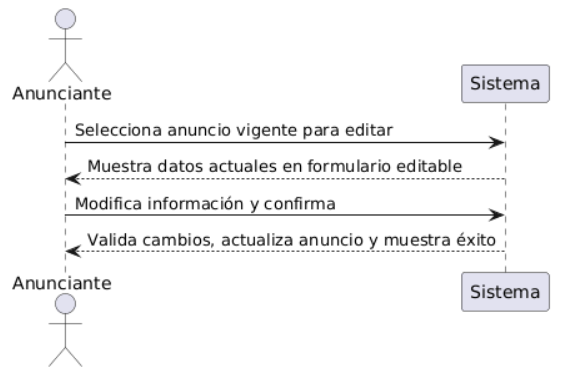 Anunciante
Sistema
Selecciona anuncio vigente para editar
Muestra datos actuales en formulario editable
Modifica información y confirma
Valida cambios, actualiza anuncio y muestra éxito
Anunciante
Sistema